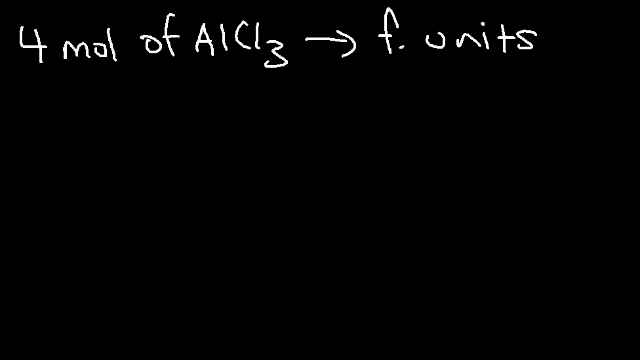 4 mol of AlCl₃ → f. units